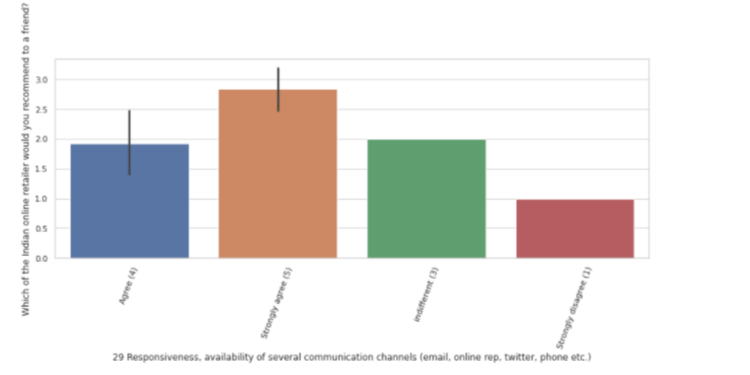 Which of the Indian online retailer would you recommend to a friend?
3.0
2.5
2.0
1.5
1.0
0.5
0.0
Agree (4)
Strongly agree (5)
indifferent (3)
Strongly disagree (1)
29 Responsiveness, availability of several communication channels (email, online rep, twitter, phone etc.)